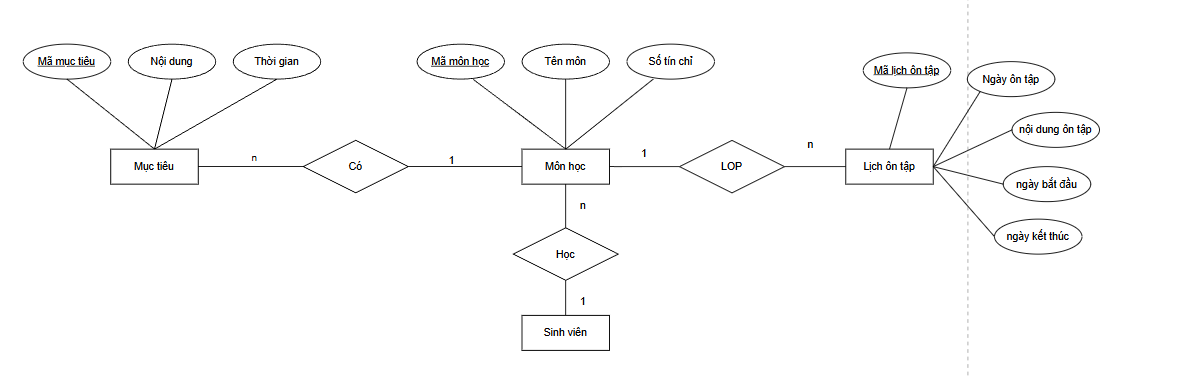 Mã mục tiêu
Nội dung
Thời gian
Mã môn học
Tên môn
Số tín chỉ
Mã lịch ôn tập
Ngày ôn tập
nội dung ôn tập
Mục tiêu
n
Có
1
Môn học
1
LOP
n
Lịch ôn tập
ngày bắt đầu
n
ngày kết thúc
Học
1
Sinh viên